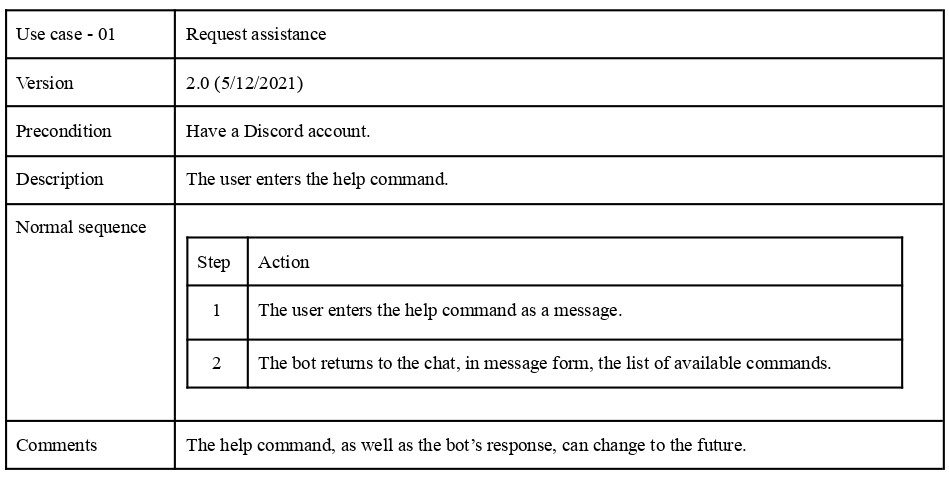 Use case - 01 Request assistance
Version 2.0 (5/12/2021)
Precondition Have a Discord account.
Description The user enters the help command.
Normal sequence
Step Action
1 The user enters the help command as a message.
2 The bot returns to the chat, in message form, the list of available commands.
Comments The help command, as well as the bot’s response, can change to the future.